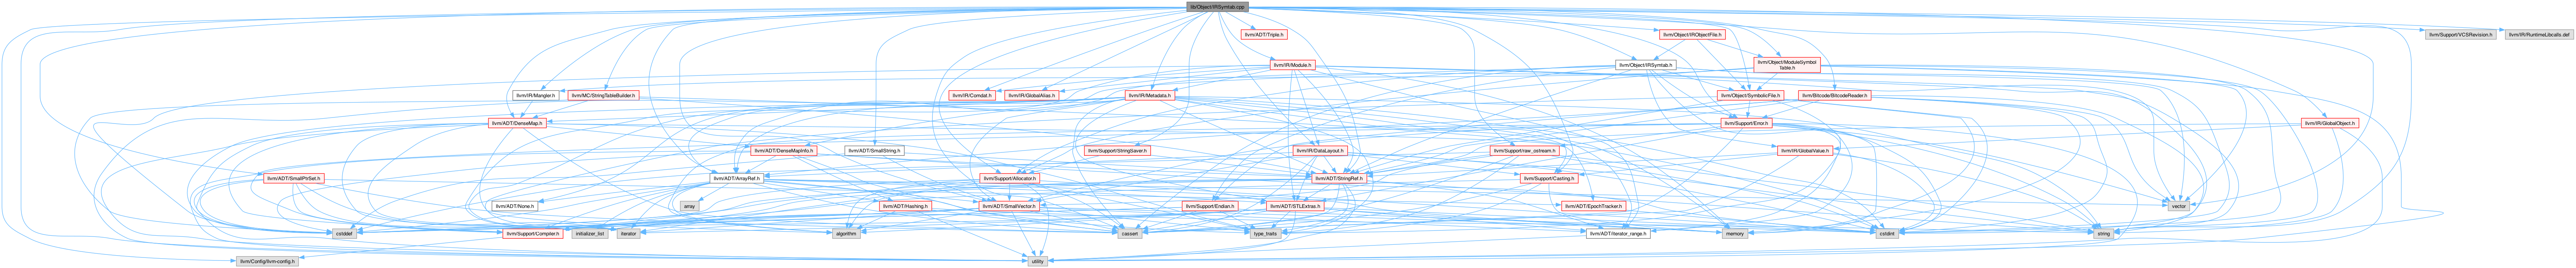 lib/Object/IRSymtab.cpp
llvm/ADT/Triple.h
llvm/Object/IRObjectFile.h
llvm/Support/VCSRevision.h
llvm/IR/RuntimeLibcalls.def
llvm/IR/Module.h
llvm/Object/IRSymtab.h
llvm/Object/ModuleSymbol
Table.h
llvm/IR/Mangler.h
llvm/MC/StringTableBuilder.h
llvm/IR/Comdat.h
llvm/IR/GlobalAlias.h
llvm/IR/Metadata.h
llvm/Object/SymbolicFile.h
llvm/Bitcode/BitcodeReader.h
llvm/ADT/DenseMap.h
llvm/Support/Error.h
llvm/IR/GlobalObject.h
llvm/ADT/DenseMapInfo.h
llvm/ADT/SmallString.h
llvm/Support/StringSaver.h
llvm/IR/DataLayout.h
llvm/Support/raw_ostream.h
llvm/IR/GlobalValue.h
llvm/ADT/SmallPtrSet.h
llvm/ADT/ArrayRef.h
llvm/Support/Allocator.h
llvm/ADT/StringRef.h
llvm/Support/Casting.h
llvm/ADT/None.h
array
llvm/ADT/Hashing.h
llvm/ADT/SmallVector.h
llvm/Support/Endian.h
llvm/ADT/STLExtras.h
llvm/ADT/EpochTracker.h
vector
cstddef
llvm/Support/Compiler.h
initializer_list
iterator
algorithm
cassert
type_traits
llvm/ADT/iterator_range.h
memory
cstdint
string
llvm/Config/llvm-config.h
utility